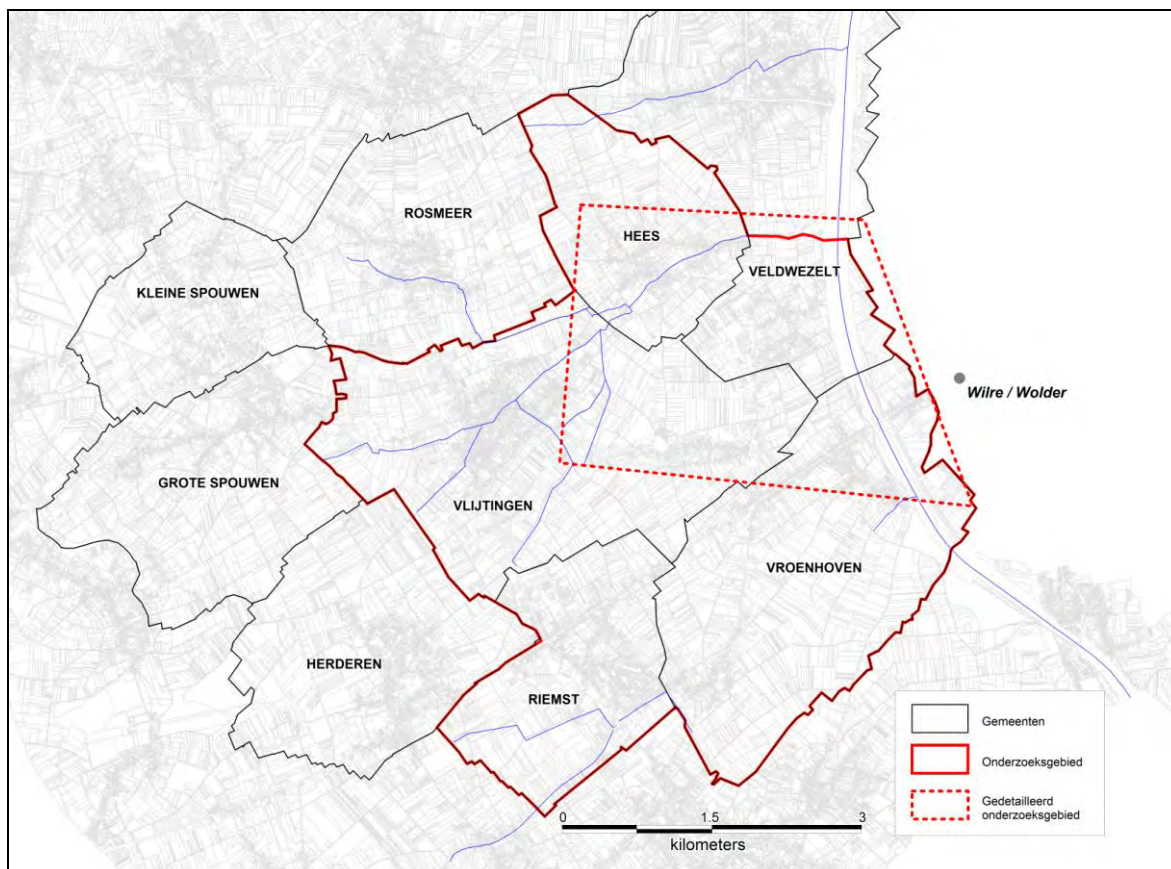 ROSMEER
HEES
VELDWEZELT
KLEINE SPOUWEN
Wilre / Wolder
GROTE SPOUWEN
VLIJTINGEN
VROENHOVEN
HERDEREN
RIEMST
Gemeenten
Onderzoeksgebied
Gedetailleerd
onderzoeksgebied
0 1.5 3
kilometers